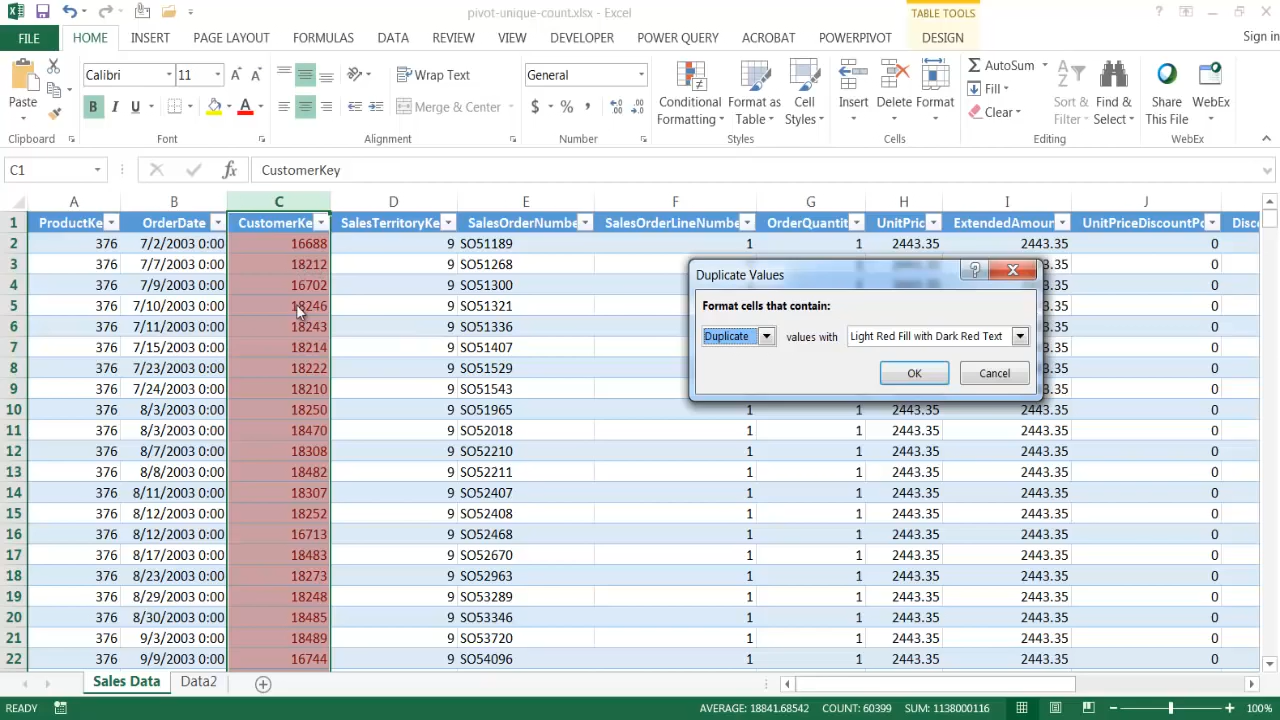 pivot-unique-count.xlsx - Excel
TABLE TOOLS
? Sign in
FILE HOME INSERT PAGE LAYOUT FORMULAS DATA REVIEW VIEW DEVELOPER POWER QUERY ACROBAT POWERPIVOT DESIGN
Paste
Calibri 11
B I U
Wrap Text
Merge & Center
General
$ % ,
Conditional Formatting
Format as Table
Cell Styles
Insert Delete Format
AutoSum
Fill
Clear
Sort & Filter
Find & Select
Share This File
WebEx
Clipboard Font Alignment Number Styles Cells Editing WebEx
C1 fx CustomerKey
A B C D E F G H I J
1 ProductKe OrderDate CustomerKe SalesTerritoryKe SalesOrderNumbe SalesOrderLineNumbe OrderQuantit UnitPric ExtendedAmoun UnitPriceDiscountPc Disco
2 376 7/2/2003 0:00 16688 9 SO51189 1 1 2443.35 2443.35 0
3 376 7/7/2003 0:00 18212 9 SO51268 0
4 376 7/9/2003 0:00 16702 9 SO51300 0
5 376 7/10/2003 0:00 18246 9 SO51321 0
6 376 7/11/2003 0:00 18243 9 SO51336 0
7 376 7/15/2003 0:00 18214 9 SO51407 0
8 376 7/23/2003 0:00 18222 9 SO51529 0
9 376 7/24/2003 0:00 18210 9 SO51543 0
10 376 8/3/2003 0:00 18250 9 SO51965 1 1 2443.35 2443.35 0
11 376 8/3/2003 0:00 18470 9 SO52018 1 1 2443.35 2443.35 0
12 376 8/7/2003 0:00 18308 9 SO52210 1 1 2443.35 2443.35 0
13 376 8/8/2003 0:00 18482 9 SO52211 1 1 2443.35 2443.35 0
14 376 8/11/2003 0:00 18307 9 SO52407 1 1 2443.35 2443.35 0
15 376 8/12/2003 0:00 18252 9 SO52408 1 1 2443.35 2443.35 0
16 376 8/12/2003 0:00 16713 9 SO52468 1 1 2443.35 2443.35 0
17 376 8/17/2003 0:00 18483 9 SO52670 1 1 2443.35 2443.35 0
18 376 8/23/2003 0:00 18273 9 SO52963 1 1 2443.35 2443.35 0
19 376 8/29/2003 0:00 18248 9 SO53289 1 1 2443.35 2443.35 0
20 376 8/30/2003 0:00 18485 9 SO53346 1 1 2443.35 2443.35 0
21 376 9/3/2003 0:00 18489 9 SO53720 1 1 2443.35 2443.35 0
22 376 9/9/2003 0:00 16744 9 SO54096 1 1 2443.35 2443.35 0
Duplicate Values
Format cells that contain:
Duplicate values with Light Red Fill with Dark Red Text
OK Cancel
Sales Data Data2
READY AVERAGE: 18841.68542 COUNT: 60399 SUM: 1138000116 100%